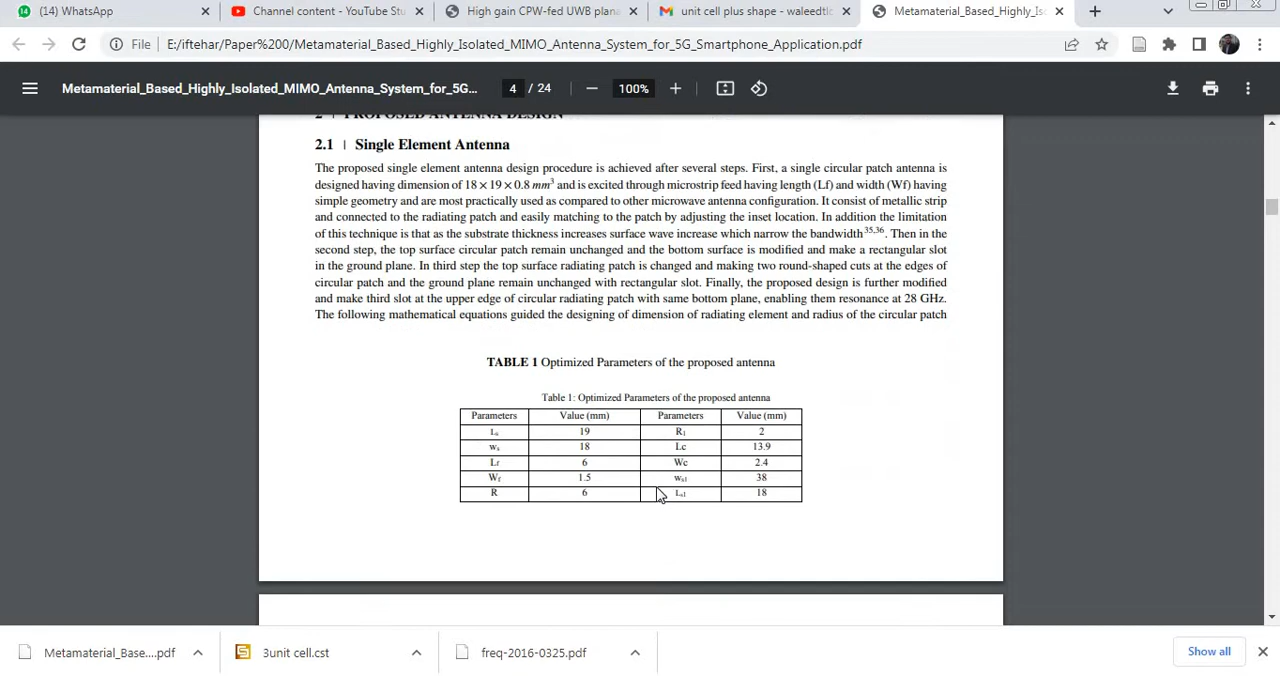 (14) WhatsApp
Channel content - YouTube Stu
High gain CPW-fed UWB plana
unit cell plus shape - waleedtic
Metamaterial_Based_Highly_Iso
File
E:/iftehar/Paper%200/Metamaterial_Based_Highly_Isolated_MIMO_Antenna_System_for_5G_Smartphone_Application.pdf
Metamaterial_Based_Highly_Isolated_MIMO_Antenna_System_for_5G...
4 / 24
100%
2 | PROPOSED ANTENNA DESIGN
2.1 | Single Element Antenna
The proposed single element antenna design procedure is achieved after several steps. First, a single circular patch antenna is
designed having dimension of 18 × 19 × 0.8 mm³ and is excited through microstrip feed having length (Lf) and width (Wf) having
simple geometry and are most practically used as compared to other microwave antenna configuration. It consist of metallic strip
and connected to the radiating patch and easily matching to the patch by adjusting the inset location. In addition the limitation
of this technique is that as the substrate thickness increases surface wave increase which narrow the bandwidth³⁵,³⁶. Then in the
second step, the top surface circular patch remain unchanged and the bottom surface is modified and make a rectangular slot
in the ground plane. In third step the top surface radiating patch is changed and making two round-shaped cuts at the edges of
circular patch and the ground plane remain unchanged with rectangular slot. Finally, the proposed design is further modified
and make third slot at the upper edge of circular radiating patch with same bottom plane, enabling them resonance at 28 GHz.
The following mathematical equations guided the designing of dimension of radiating element and radius of the circular patch
TABLE 1 Optimized Parameters of the proposed antenna
Table 1: Optimized Parameters of the proposed antenna
Parameters Value (mm) Parameters Value (mm)
Ls 19 R1 2
ws 18 Lc 13.9
Lf 6 Wc 2.4
Wf 1.5 ws1 38
R 6 Ls1 18
Metamaterial_Base....pdf
3unit cell.cst
freq-2016-0325.pdf
Show all